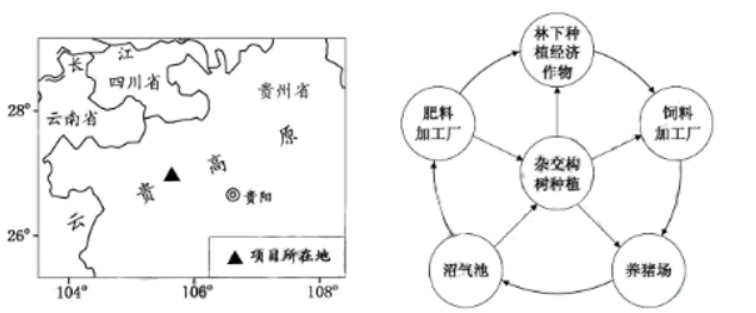 长
江
四川省
贵州省
28°
云南省
原
高
贵
贵阳
云
26°
▲ 项目所在地
104°
106°
108°
林下种
植经济
作物
肥料
加工厂
饲料
加工厂
杂交构
树种植
沼气池
养猪场